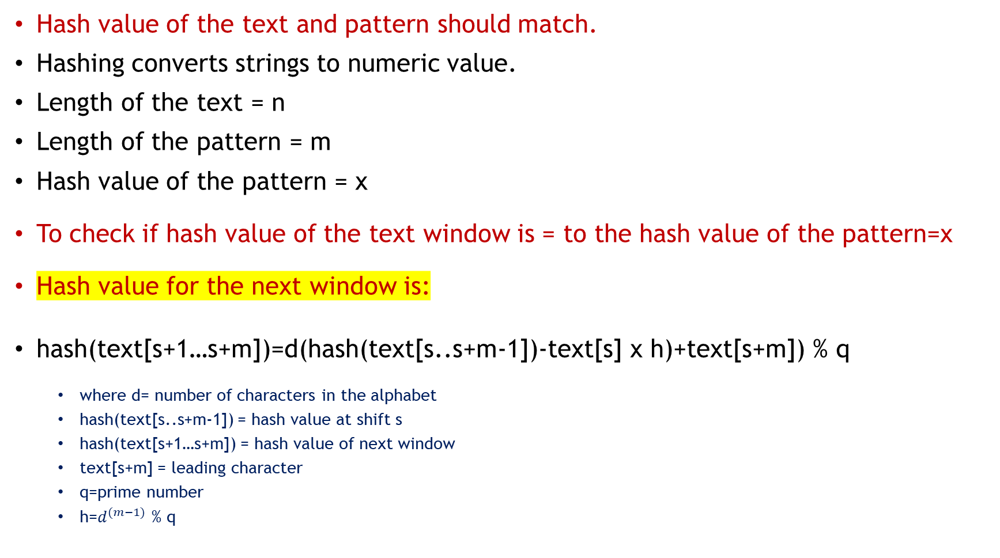 • Hash value of the text and pattern should match.
• Hashing converts strings to numeric value.
• Length of the text = n
• Length of the pattern = m
• Hash value of the pattern = x
• To check if hash value of the text window is = to the hash value of the pattern=x
• Hash value for the next window is:
• hash(text[s+1…s+m])=d(hash(text[s..s+m-1])-text[s] x h)+text[s+m]) % q
• where d= number of characters in the alphabet
• hash(text[s..s+m-1]) = hash value at shift s
• hash(text[s+1…s+m]) = hash value of next window
• text[s+m] = leading character
• q=prime number
• h=𝑑^(𝑚−1) % q